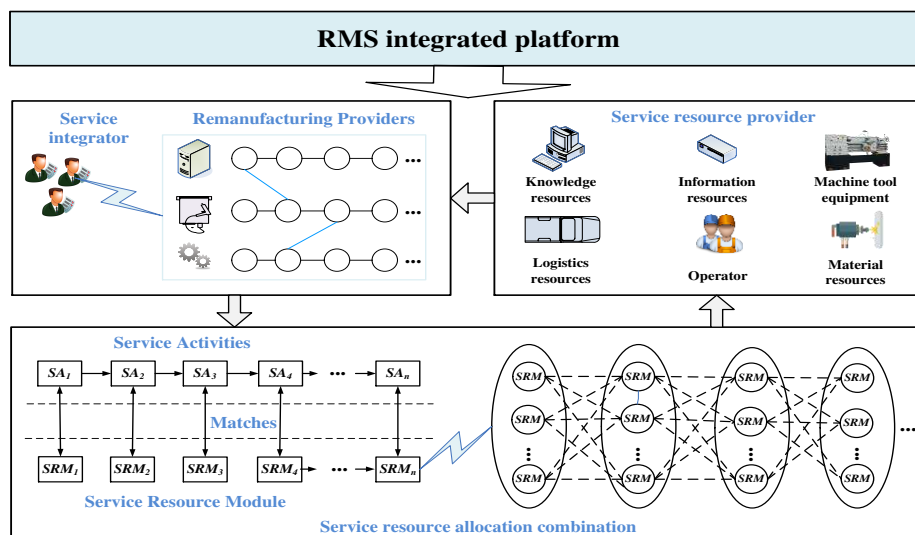 RMS integrated platform
Service
integrator
Remanufacturing Providers
...
...
...
Service resource provider
Knowledge
resources
Information
resources
Machine tool
equipment
Logistics
resources
Operator
Material
resources
Service Activities
SA1 SA2 SA3 SA4 ... SAn
Matches
SRM1 SRM2 SRM3 SRM4 ... SRMn
Service Resource Module
SRM SRM SRM SRM
SRM SRM SRM SRM ...
SRM SRM SRM SRM
Service resource allocation combination